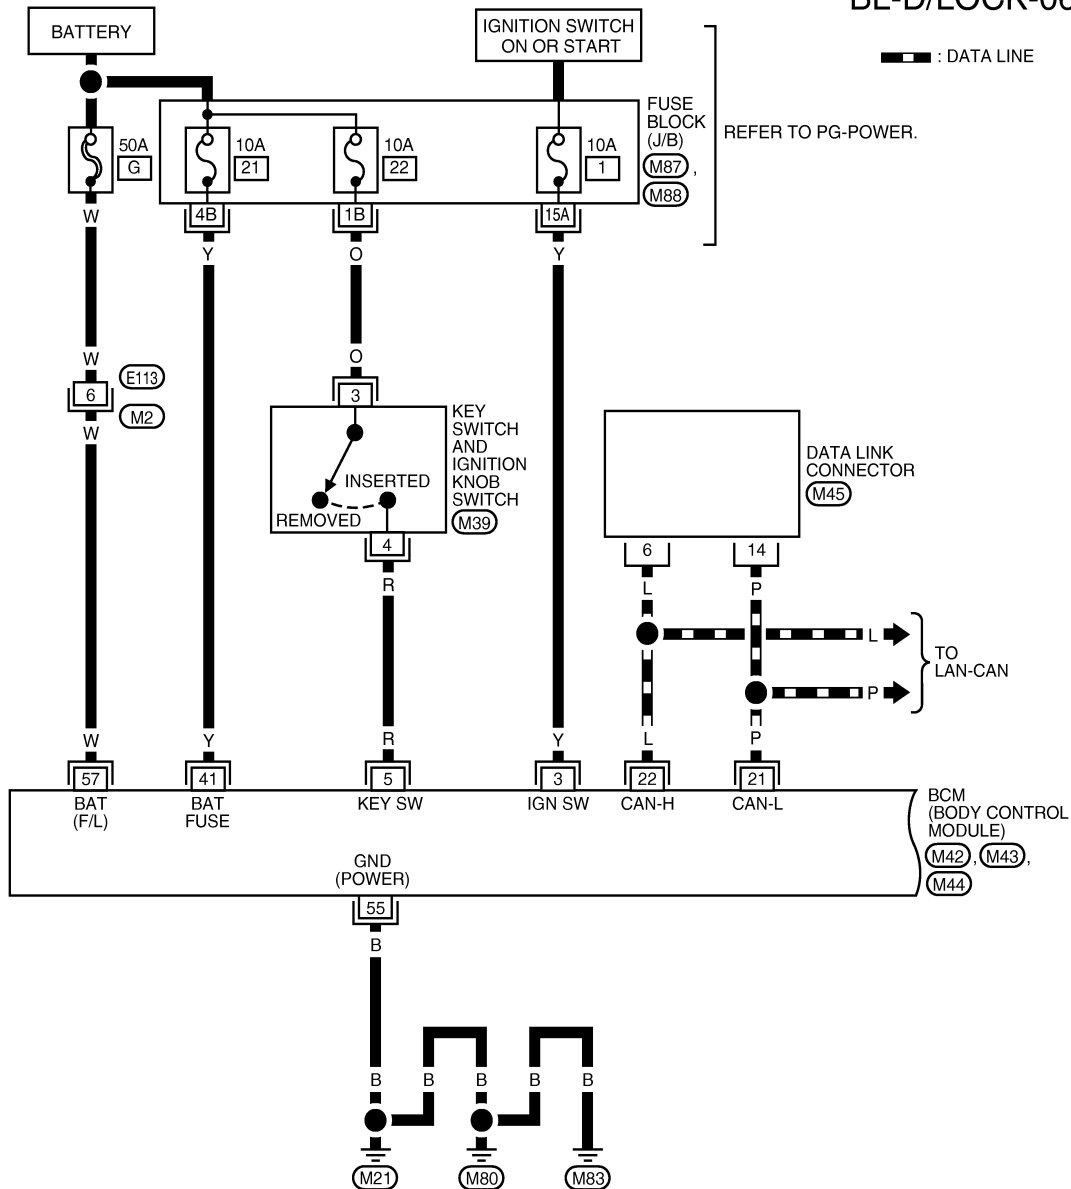 BE-D/LOCK-06
BATTERY
IGNITION SWITCH
ON OR START
: DATA LINE
50A
G
10A
21
10A
22
10A
1
FUSE
BLOCK
(J/B)
M87 ,
M88
REFER TO PG-POWER.
4B
1B
15A
W
Y
O
Y
W
O
E113
6
M2
W
3
KEY
SWITCH
AND
IGNITION
KNOB
SWITCH
M39
INSERTED
REMOVED
4
R
DATA LINK
CONNECTOR
M45
6
14
L
P
L
P
TO
LAN-CAN
W
Y
R
Y
L
P
57
41
5
3
22
21
BAT
(F/L)
BAT
FUSE
KEY SW
IGN SW
CAN-H
CAN-L
BCM
(BODY CONTROL
MODULE)
M42 , M43 ,
M44
GND
(POWER)
55
B
B
B
B
B
B
M21
M80
M83